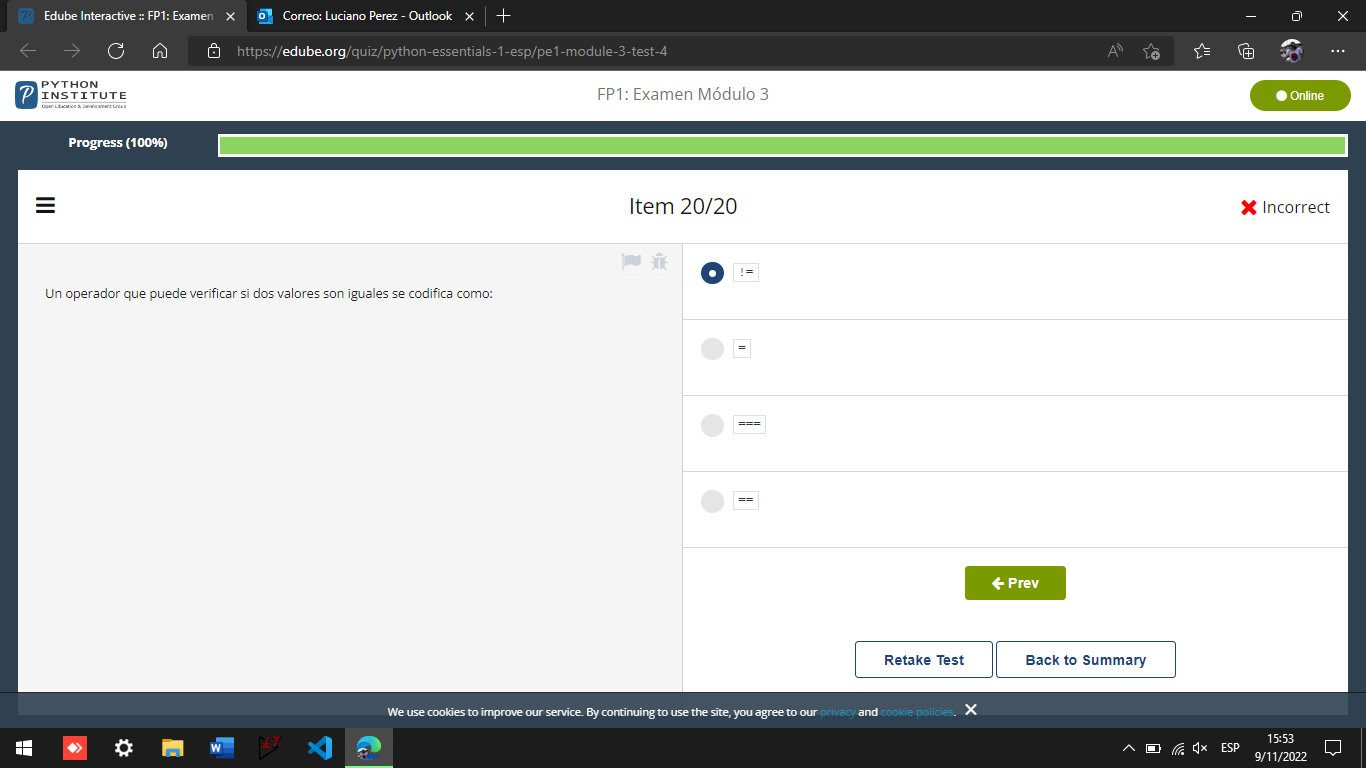 Edube Interactive :: FP1: Examen
Correo: Luciano Perez - Outlook
https://edube.org/quiz/python-essentials-1-esp/pe1-module-3-test-4
PYTHON
INSTITUTE
Open Education & Development Group
FP1: Examen Módulo 3
Online
Progress (100%)
Item 20/20
Incorrect
Un operador que puede verificar si dos valores son iguales se codifica como:
!=
=
===
==
Prev
Retake Test
Back to Summary
We use cookies to improve our service. By continuing to use the site, you agree to our privacy and cookie policies.
ESP
15:53
9/11/2022